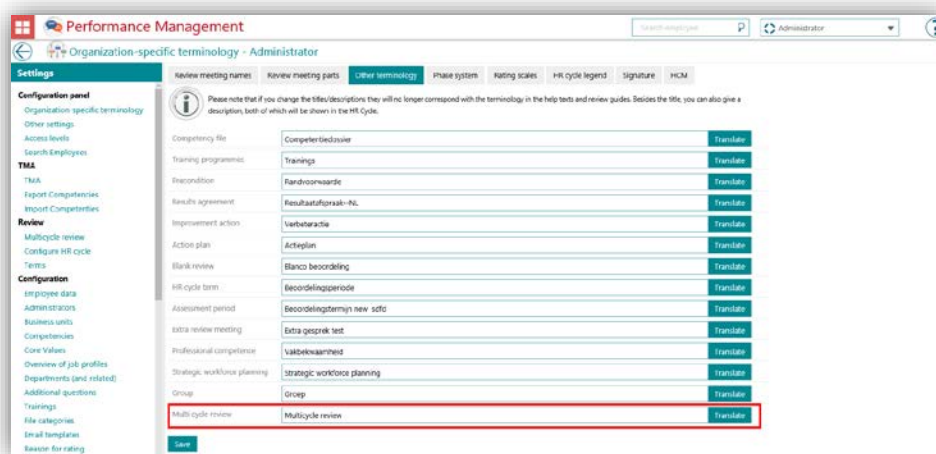 Performance Management
Search employee
Administrator
Organization-specific terminology - Administrator
Settings
Review meeting names
Review meeting parts
Other terminology
Phase system
Rating scales
HR cycle legend
Signature
HCM
Configuration panel
Organization specific terminology
Other settings
Access levels
Search Employees
TMA
TMA
Export Competencies
Import Competenties
Review
Multicycle review
Configure HR cycle
Terms
Configuration
Employee data
Administrators
Business units
Competencies
Core Values
Overview of job profiles
Departments (and related)
Additional questions
Trainings
File categories
Email templates
Reason for rating
Please note that if you change the titles/descriptions they will no longer correspond with the terminology in the help texts and review guides. Besides the title, you can also give a
description, both of which will be shown in the HR Cycle.
Competency file Competentiedossier Translate
Training programmes Trainings Translate
Precondition Randvoorwaarde Translate
Results agreement Resultaatafspraak--NL Translate
Improvement action Verbeteractie Translate
Action plan Actieplan Translate
Blank review Blanco beoordeling Translate
HR cycle term Beoordelingsperiode Translate
Assessment period Beoordelingstermijn new sdfd Translate
Extra review meeting Extra gesprek test Translate
Professional competence Vakbekwaamheid Translate
Strategic workforce planning Strategic workforce planning Translate
Group Groep Translate
Multi cycle review Multicycle review Translate
Save